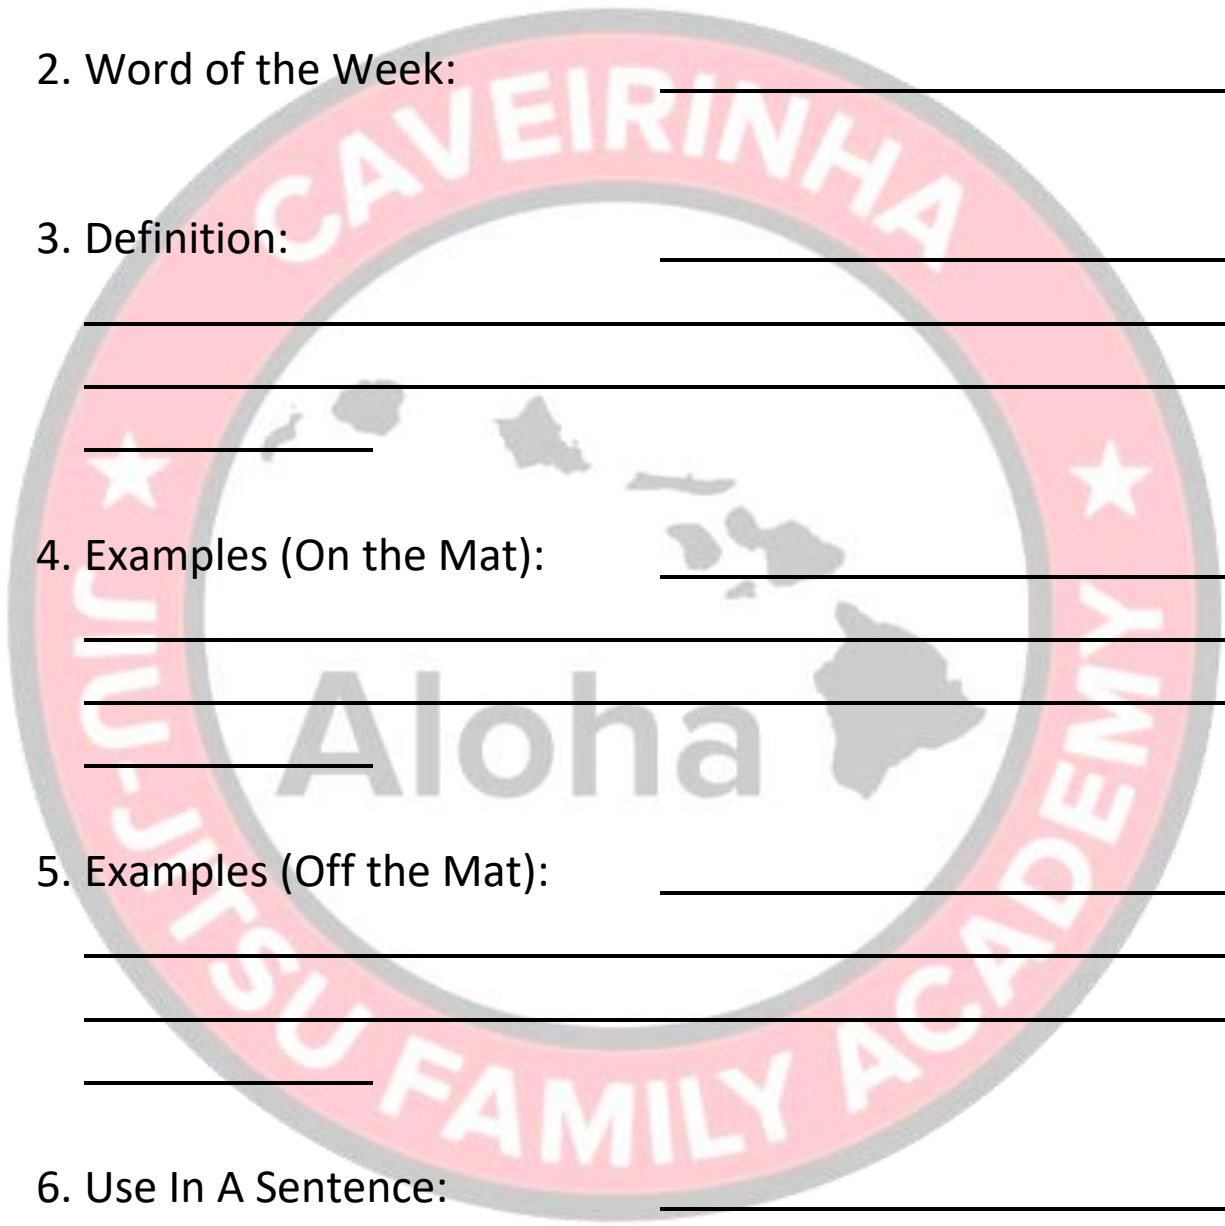 2. Word of the Week:
CAVEIRINHA
3. Definition:
4. Examples (On the Mat):
Aloha
5. Examples (Off the Mat):
JIU-JITSU FAMILY ACADEMY
6. Use In A Sentence: